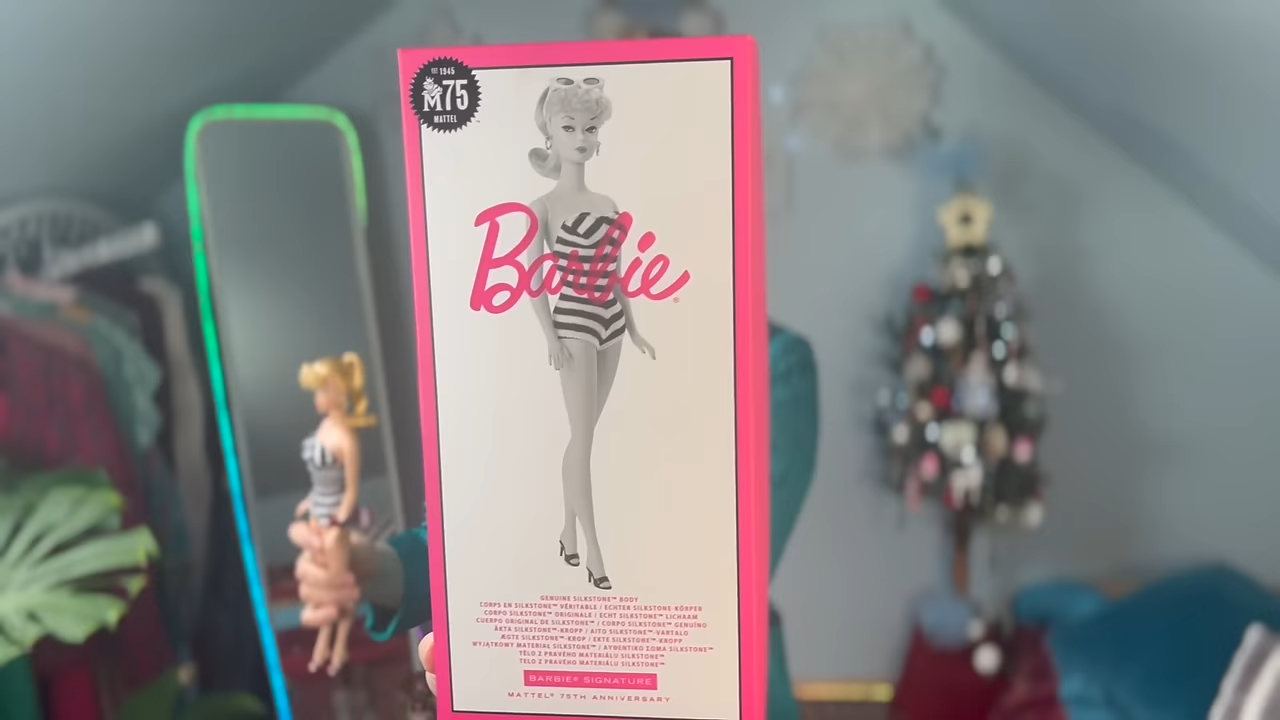 EST 1945
M75
MATTEL
Barbie®
GENUINE SILKSTONE™ BODY
CORPS EN SILKSTONE™ VÉRITABLE / ECHTER SILKSTONE-KÖRPER
CORPO SILKSTONE™ ORIGINALE / ECHT SILKSTONE™ LICHAAM
CUERPO ORIGINAL DE SILKSTONE™ / CORPO SILKSTONE™ GENUÍNO
ÄKTA SILKSTONE™-KROPP / AITO SILKSTONE™-VARTALO
ÆGTE SILKSTONE™-KROP / EKTE SILKSTONE™-KROPP
WYJĄTKOWY MATERIAŁ SILKSTONE™ / ΑΥΘΕΝΤΙΚΟ ΣΩΜΑ SILKSTONE™
TĚLO Z PRAVÉHO MATERIÁLU SILKSTONE™
TELO Z PRAVÉHO MATERIÁLU SILKSTONE™
BARBIE® SIGNATURE
MATTEL® 75TH ANNIVERSARY